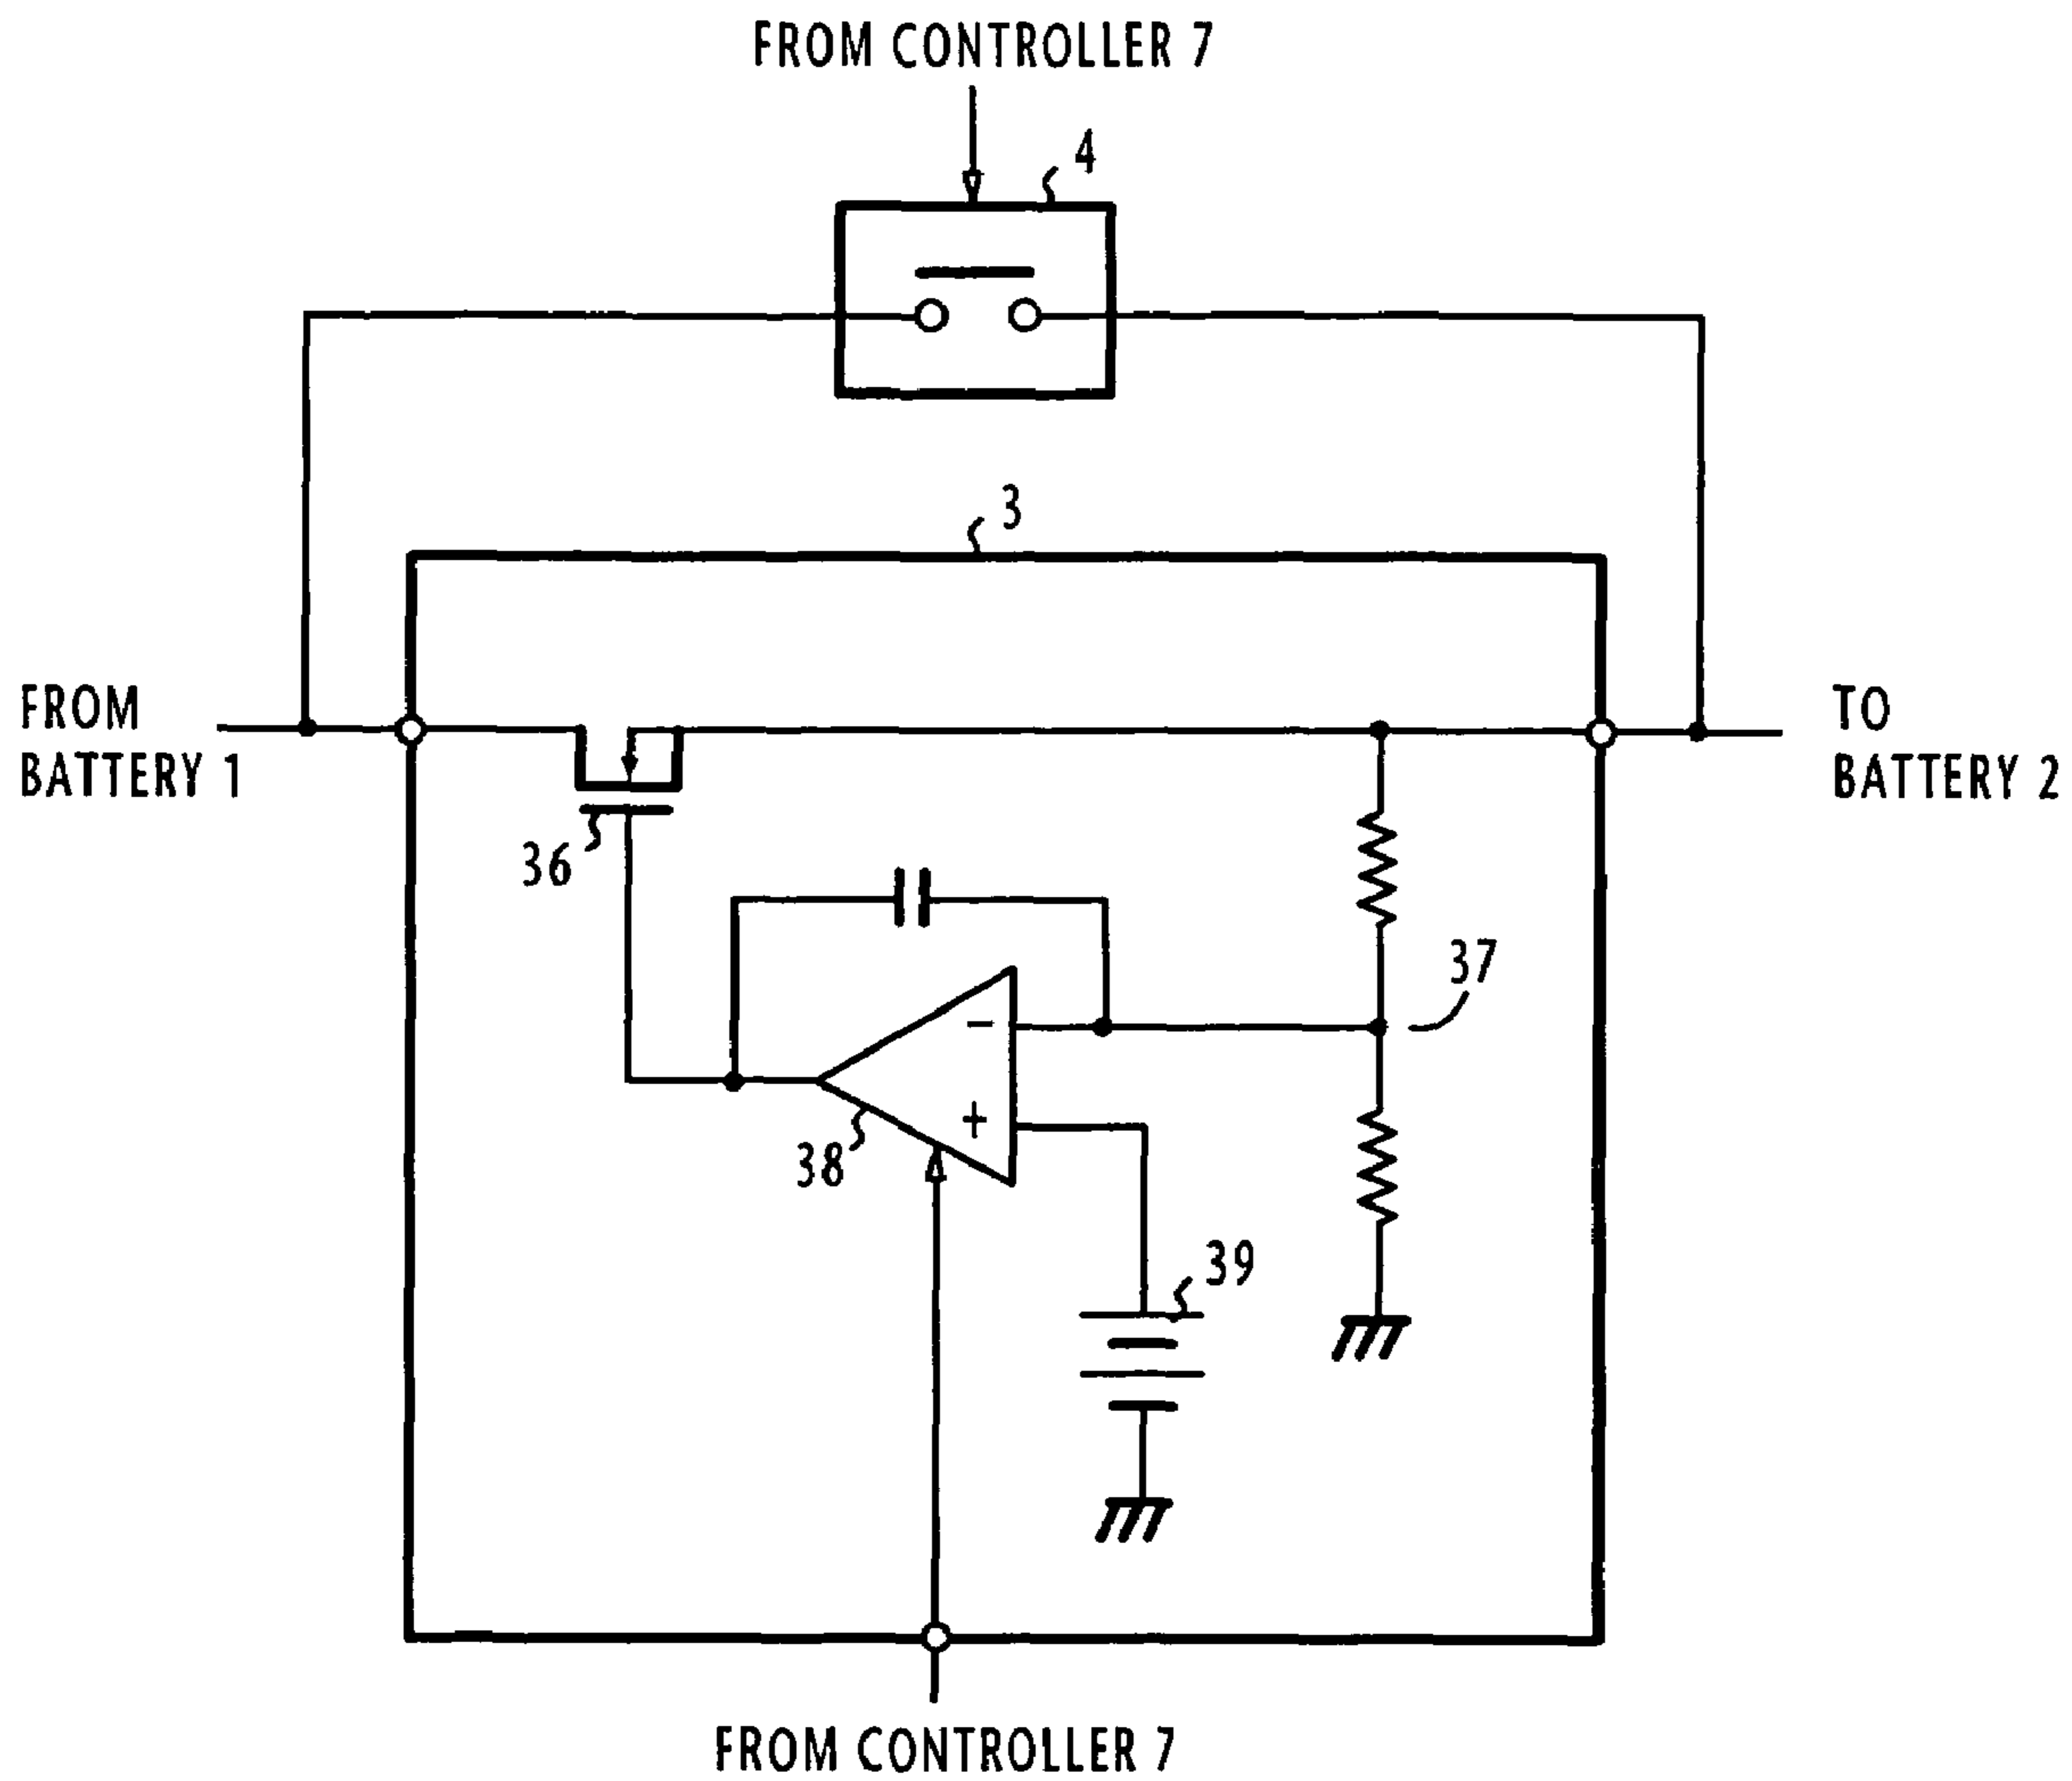 FROM CONTROLLER 7
4
3
FROM
BATTERY 1
TO
BATTERY 2
36
37
−
+
38
39
FROM CONTROLLER 7